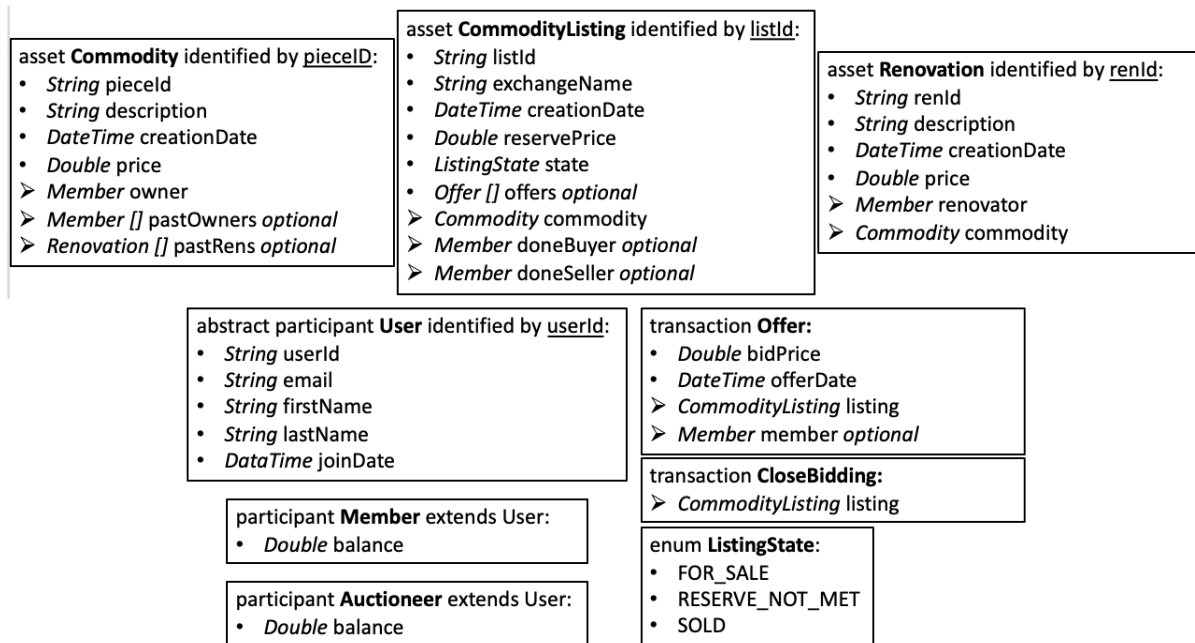 asset Commodity identified by pieceID:
• String pieceId
• String description
• DateTime creationDate
• Double price
➢ Member owner
➢ Member [] pastOwners optional
➢ Renovation [] pastRens optional
asset CommodityListing identified by listId:
• String listId
• String exchangeName
• DateTime creationDate
• Double reservePrice
• ListingState state
• Offer [] offers optional
➢ Commodity commodity
➢ Member doneBuyer optional
➢ Member doneSeller optional
asset Renovation identified by renId:
• String renId
• String description
• DateTime creationDate
• Double price
➢ Member renovator
➢ Commodity commodity
abstract participant User identified by userId:
• String userId
• String email
• String firstName
• String lastName
• DataTime joinDate
transaction Offer:
• Double bidPrice
• DateTime offerDate
➢ CommodityListing listing
➢ Member member optional
transaction CloseBidding:
➢ CommodityListing listing
participant Member extends User:
• Double balance
participant Auctioneer extends User:
• Double balance
enum ListingState:
• FOR_SALE
• RESERVE_NOT_MET
• SOLD